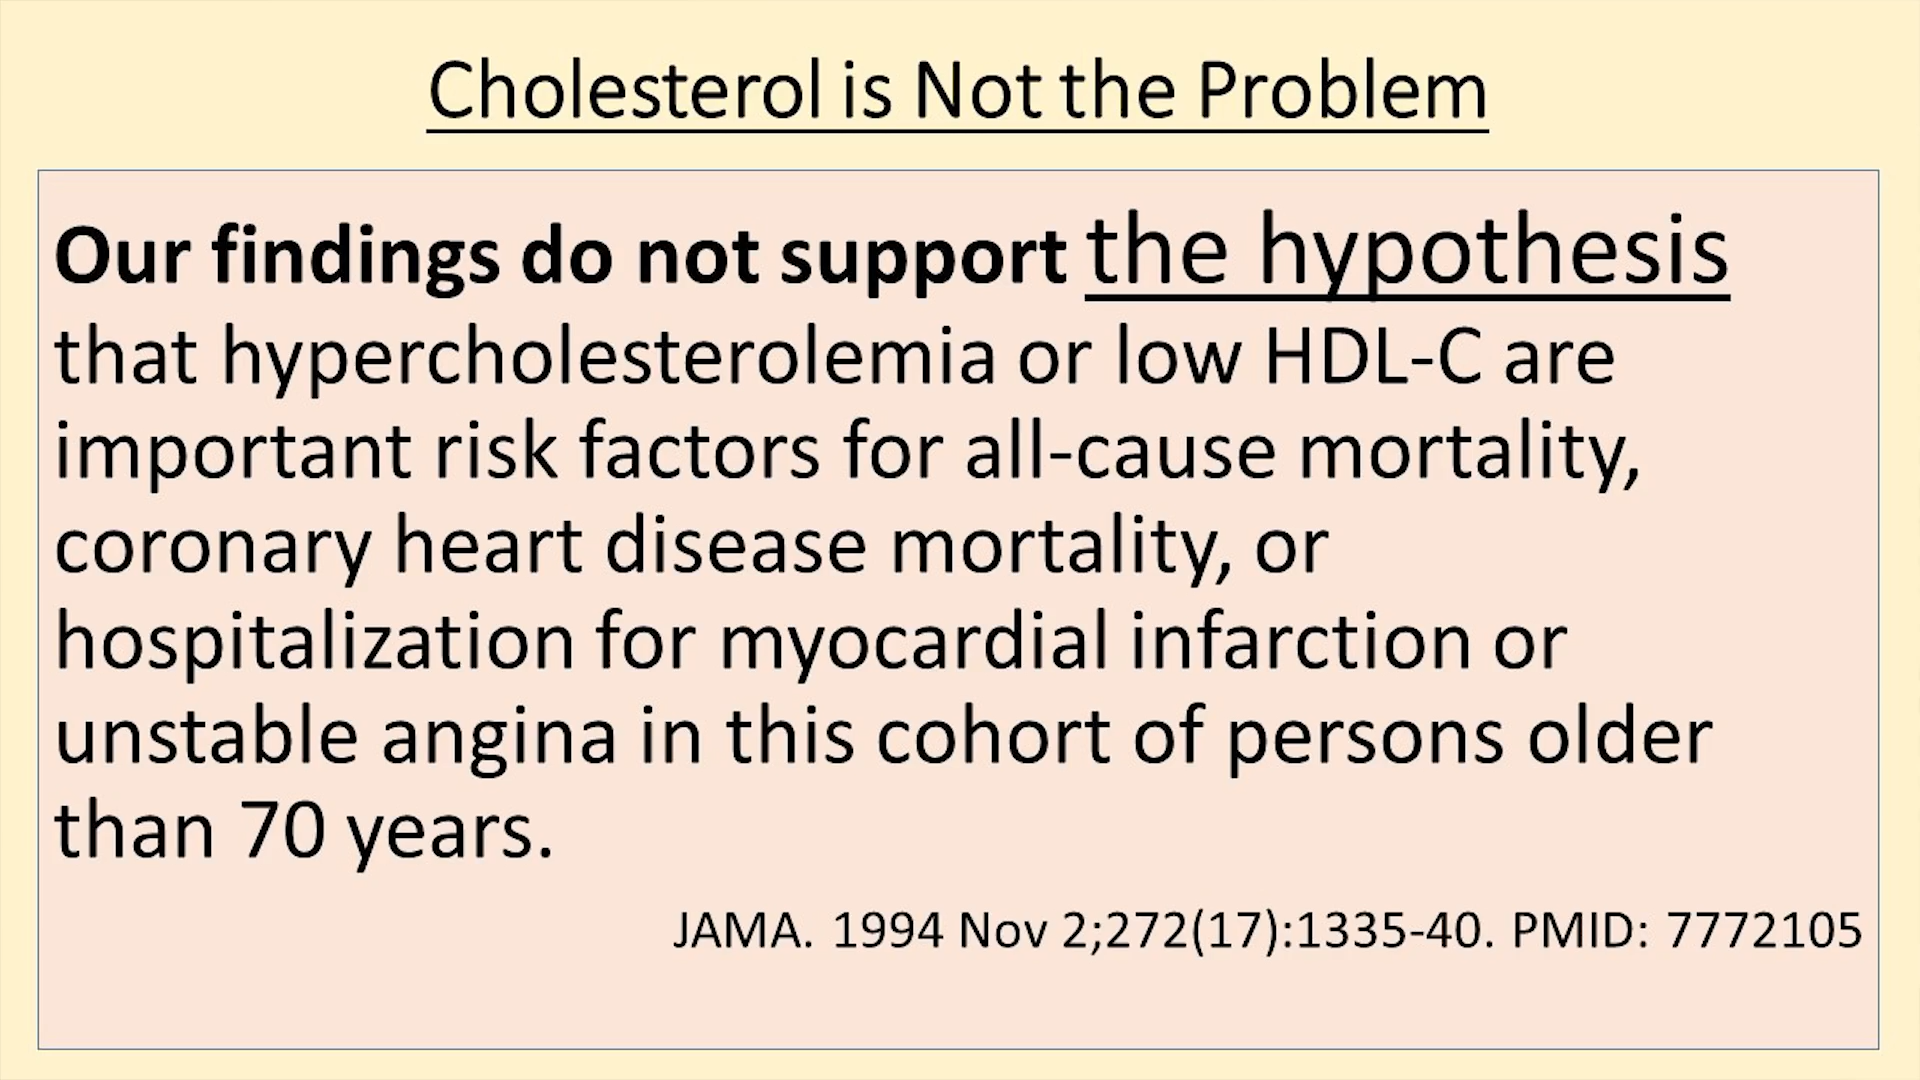 Cholesterol is Not the Problem
Our findings do not support the hypothesis
that hypercholesterolemia or low HDL-C are
important risk factors for all-cause mortality,
coronary heart disease mortality, or
hospitalization for myocardial infarction or
unstable angina in this cohort of persons older
than 70 years.
JAMA. 1994 Nov 2;272(17):1335-40. PMID: 7772105